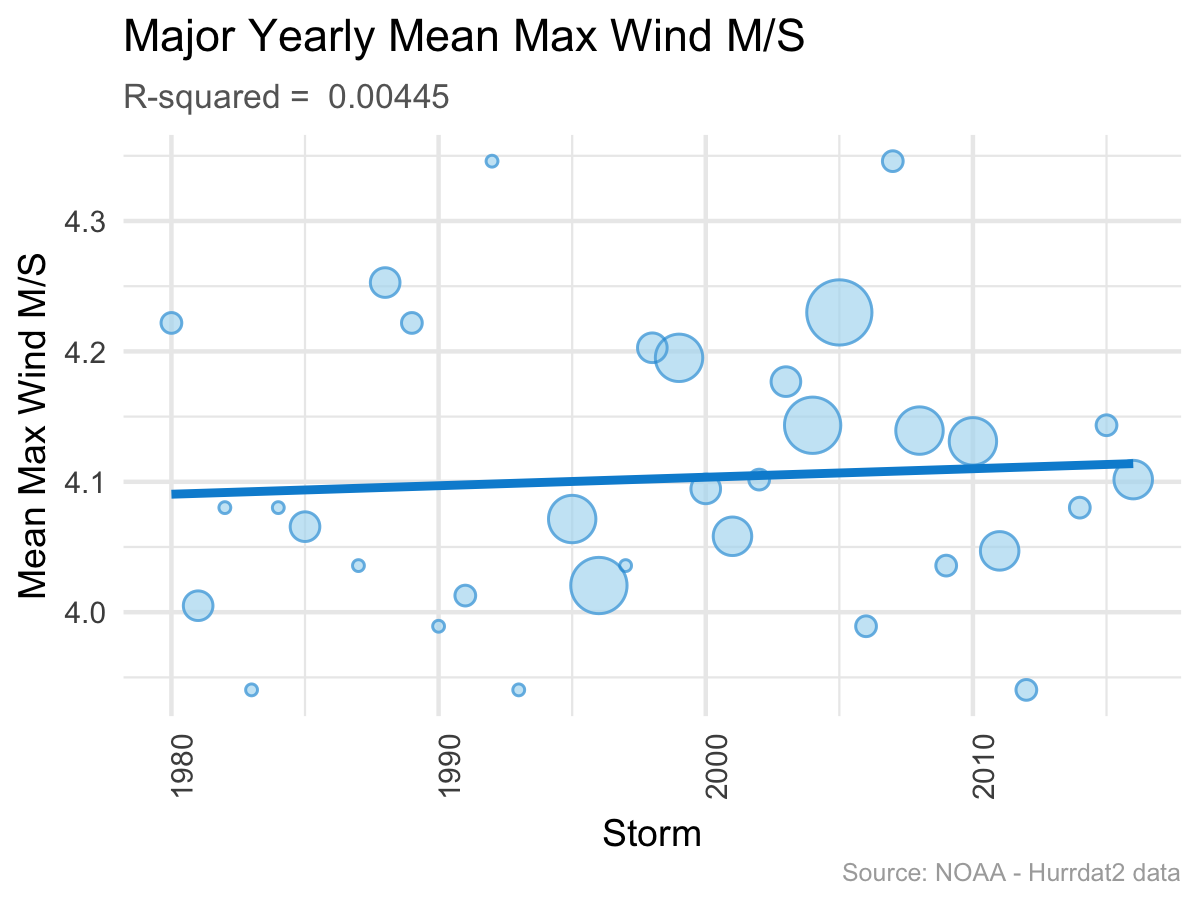 Major Yearly Mean Max Wind M/S
R-squared =  0.00445
Mean Max Wind M/S
4.3
4.2
4.1
4.0
1980
1990
2000
2010
Storm
Source: NOAA - Hurrdat2 data